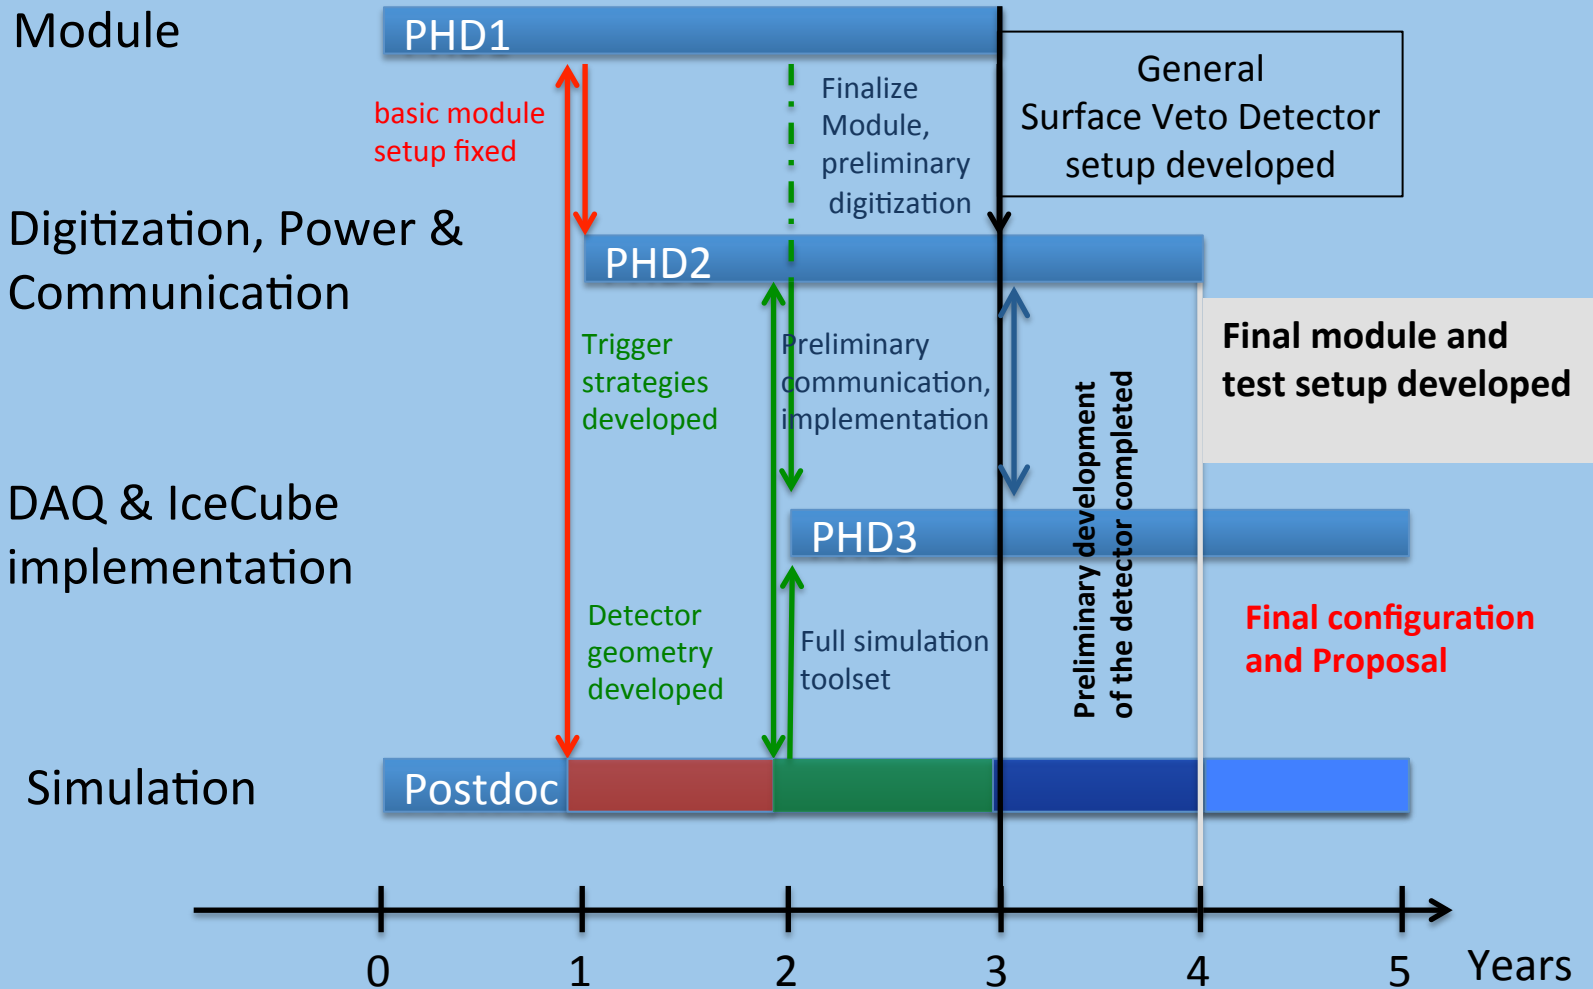 Module
PHD1
basic module
setup fixed
Finalize
Module,
preliminary
digitization
General
Surface Veto Detector
setup developed
Digitization, Power &
Communication
PHD2
Trigger
strategies
developed
Preliminary
communication,
implementation
Final module and
test setup developed
DAQ & IceCube
implementation
PHD3
Preliminary development
of the detector completed
Detector
geometry
developed
Full simulation
toolset
Final configuration
and Proposal
Simulation
Postdoc
0 1 2 3 4 5 Years